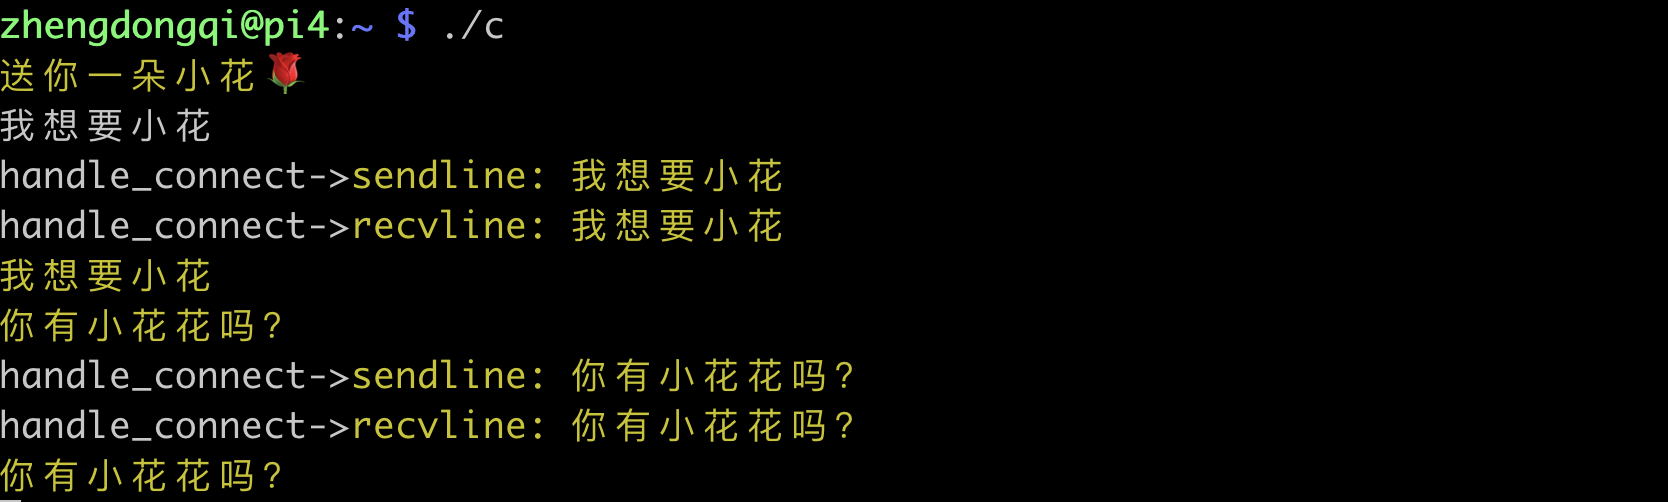 zhengdongqi@pi4:~ $ ./c
送你一朵小花🌹
我想要小花
handle_connect->sendline: 我想要小花
handle_connect->recvline: 我想要小花
我想要小花
你有小花花吗?
handle_connect->sendline: 你有小花花吗?
handle_connect->recvline: 你有小花花吗?
你有小花花吗?